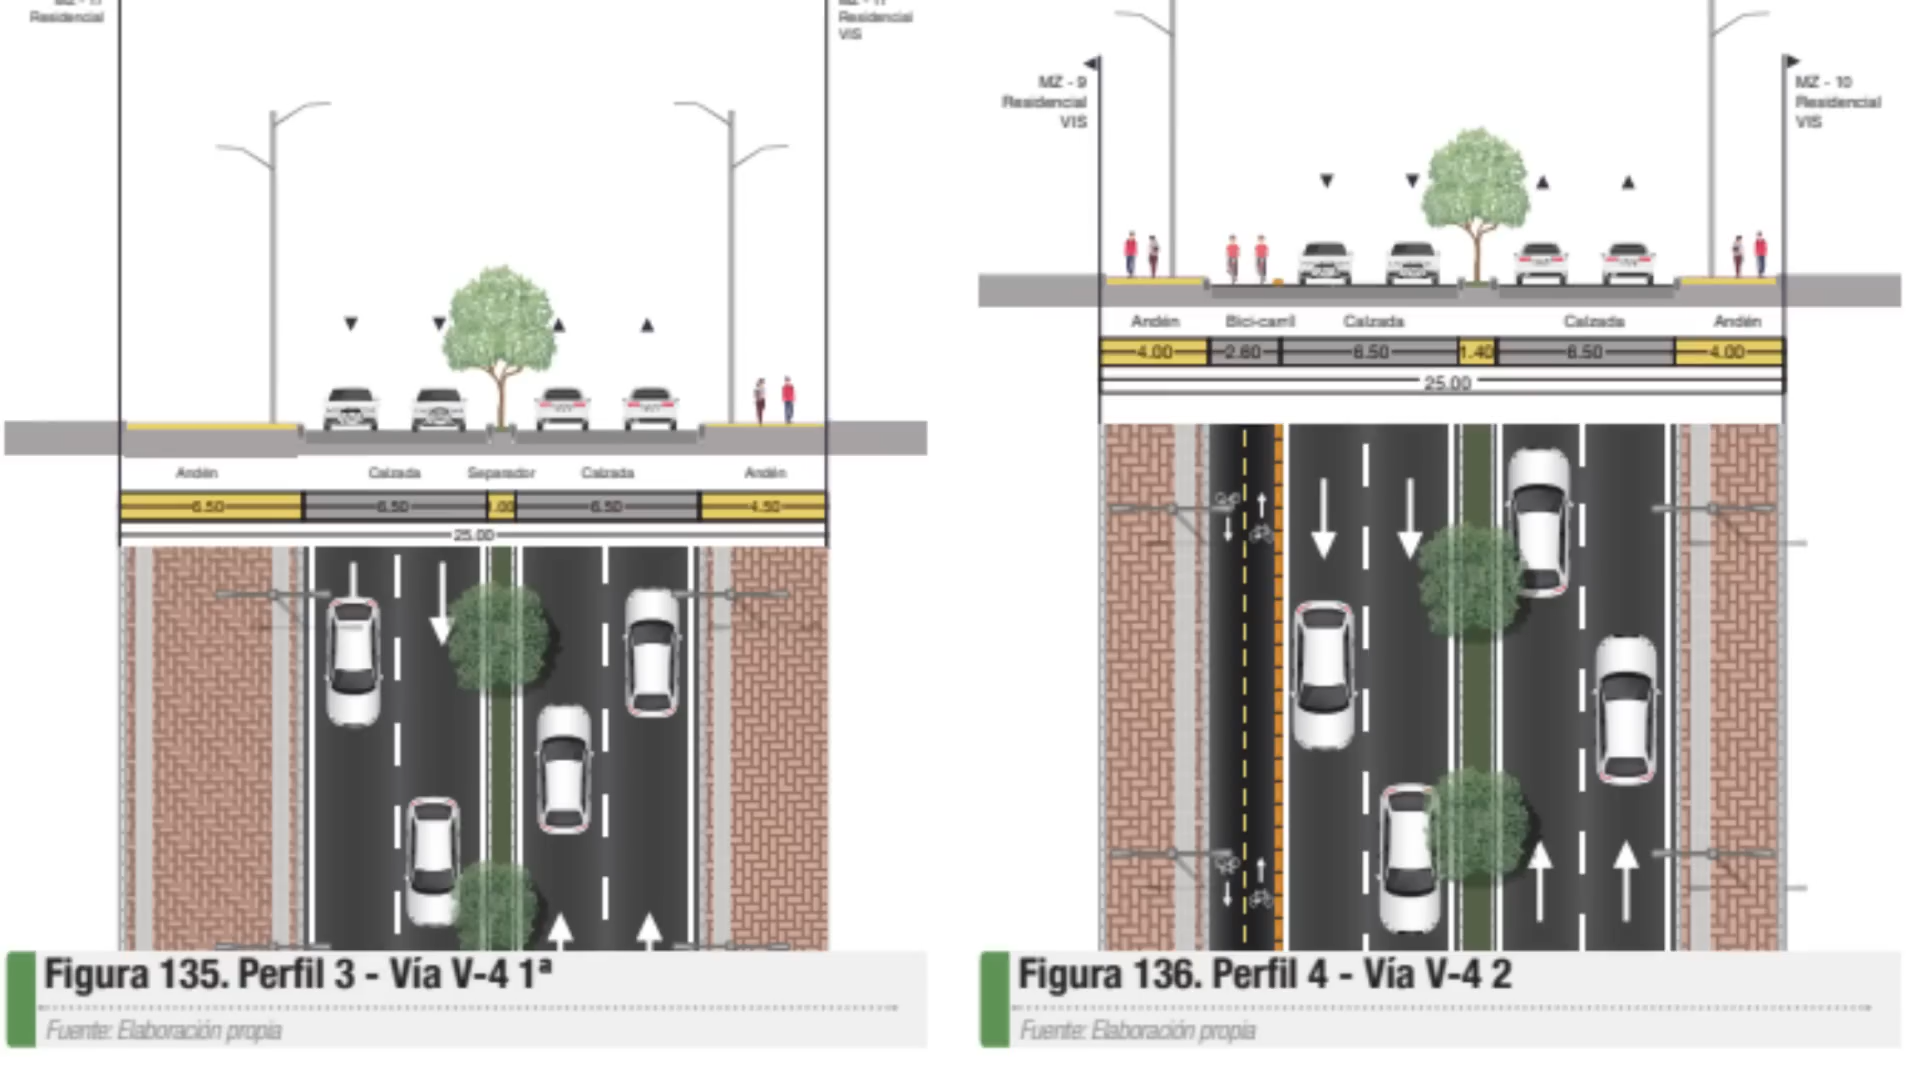 Residencial
Residencial
VIS
Andén
Calzada
Separador
Calzada
Andén
6.50
6.50
1.00
6.50
4.50
25.00
Figura 135. Perfil 3 - Vía V-4 1ª
Fuente: Elaboración propia
MZ - 9
Residencial
VIS
MZ - 10
Residencial
VIS
Andén
Bici-carril
Calzada
Calzada
Andén
4.00
2.60
6.50
1.40
6.50
4.00
25.00
Figura 136. Perfil 4 - Vía V-4 2
Fuente: Elaboración propia